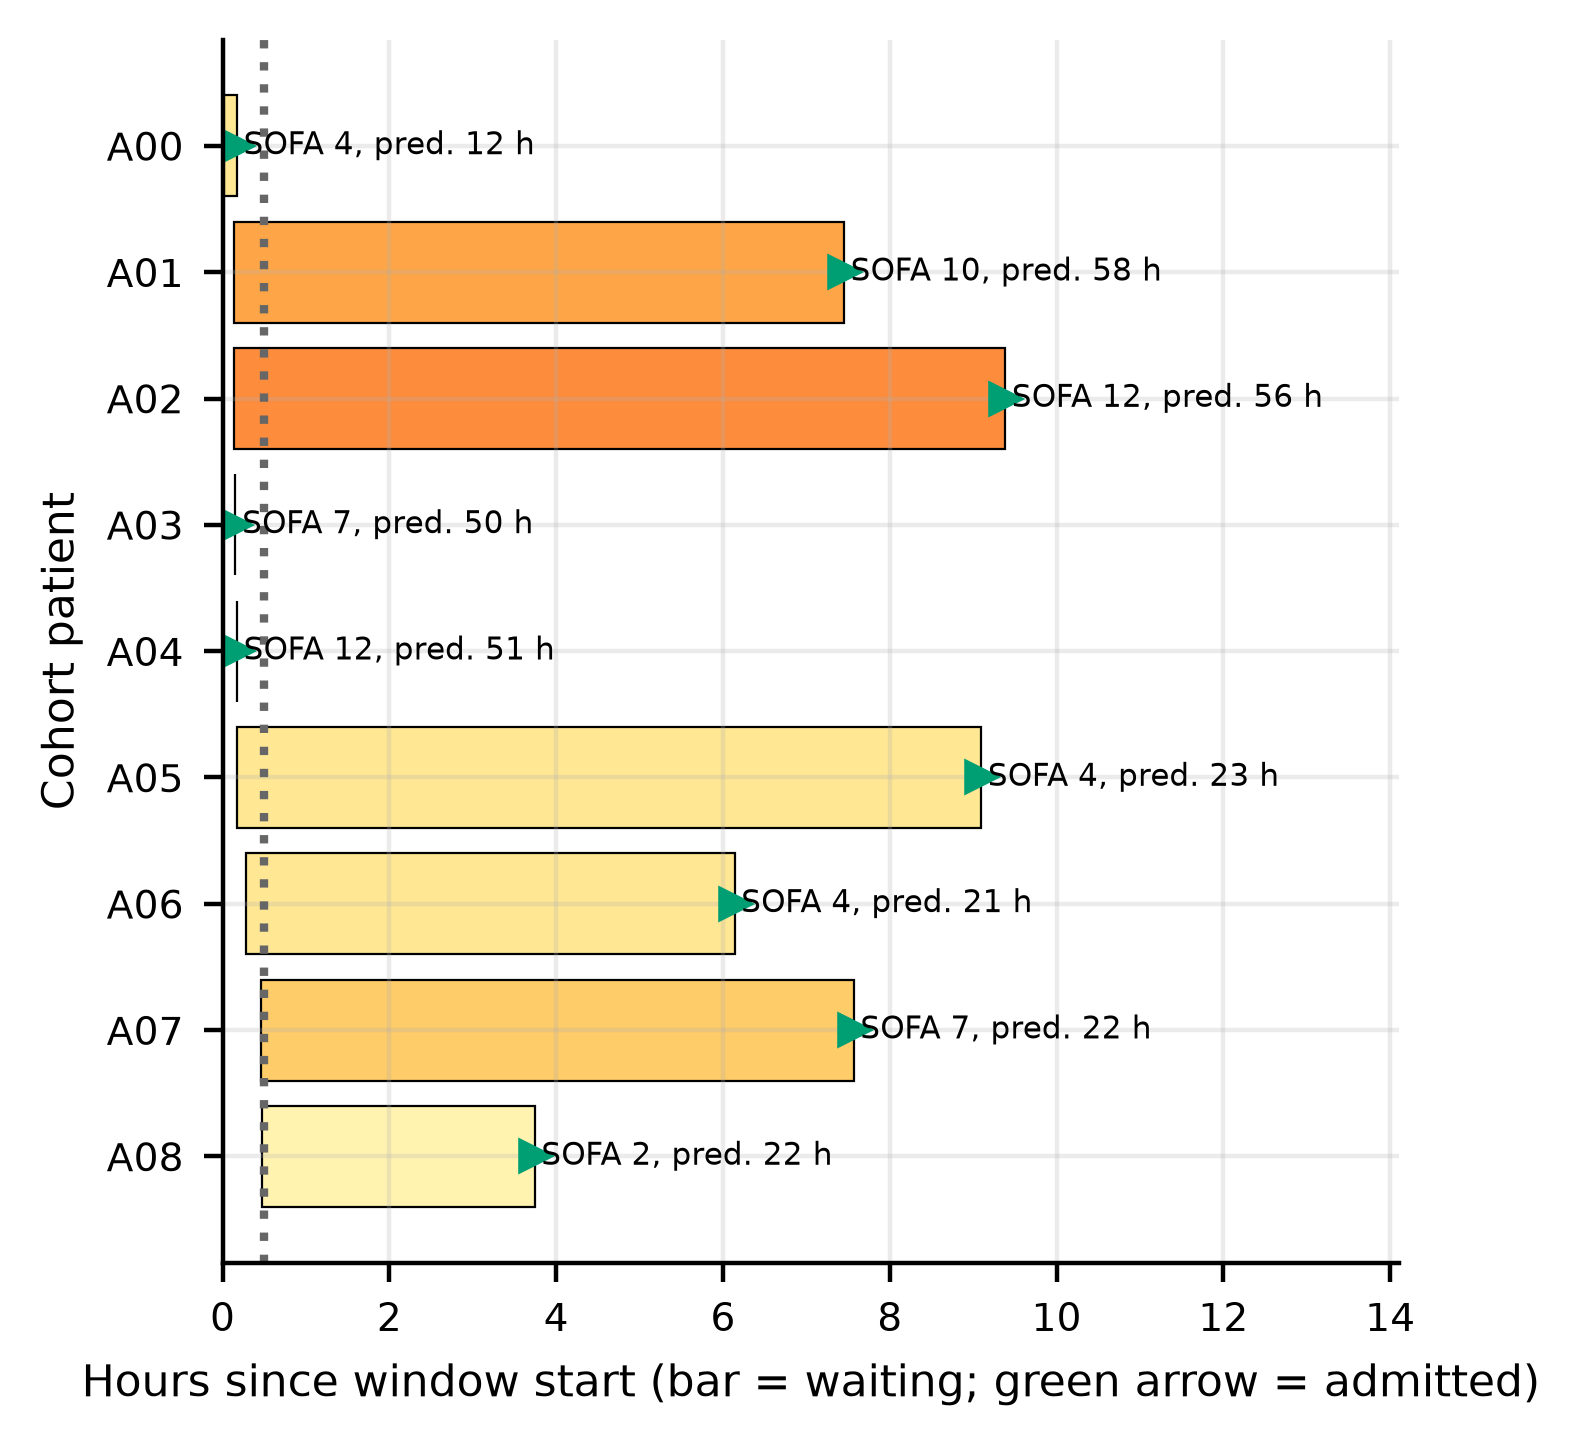 A00 SOFA 4, pred. 12 h
A01 SOFA 10, pred. 58 h
A02 SOFA 12, pred. 56 h
A03 SOFA 7, pred. 50 h
A04 SOFA 12, pred. 51 h
A05 SOFA 4, pred. 23 h
A06 SOFA 4, pred. 21 h
A07 SOFA 7, pred. 22 h
A08 SOFA 2, pred. 22 h
Cohort patient
0 2 4 6 8 10 12 14
Hours since window start (bar = waiting; green arrow = admitted)